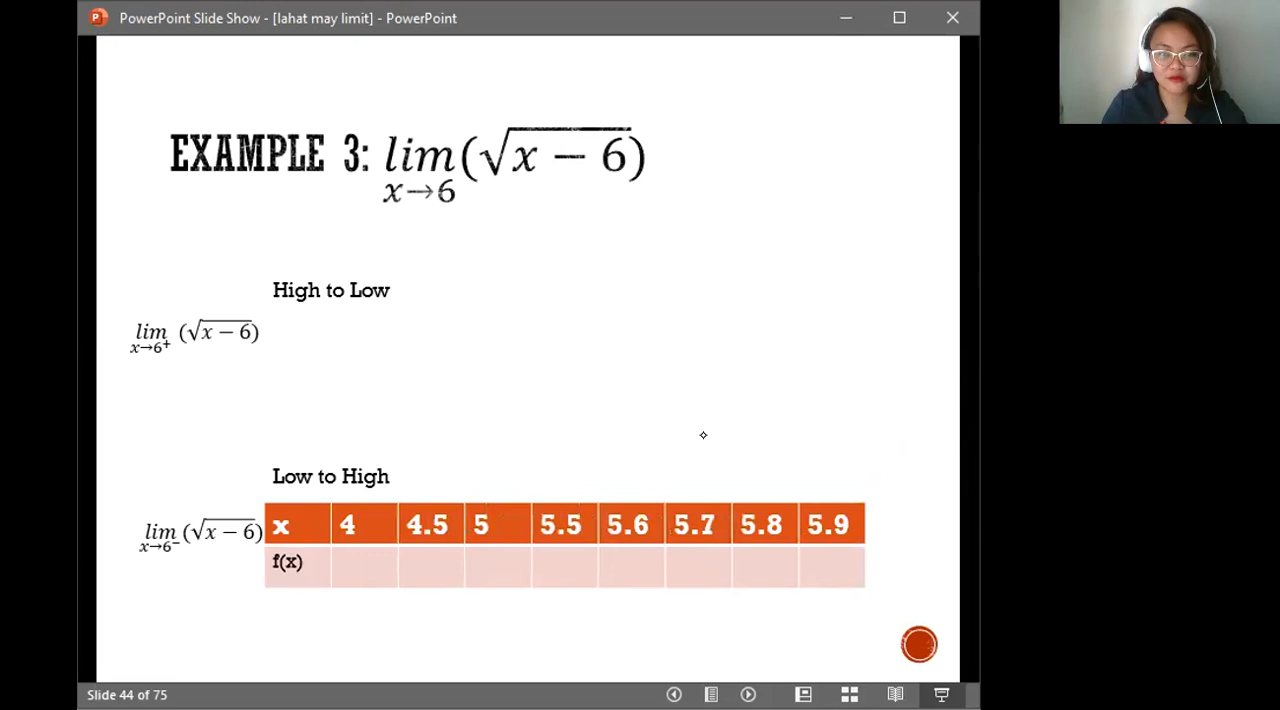 PowerPoint Slide Show - [lahat may limit] - PowerPoint
EXAMPLE 3: lim(√x − 6)
x→6
High to Low
lim (√x − 6)
x→6⁺
Low to High
lim (√x − 6)
x→6⁻
x 4 4.5 5 5.5 5.6 5.7 5.8 5.9
f(x)
Slide 44 of 75